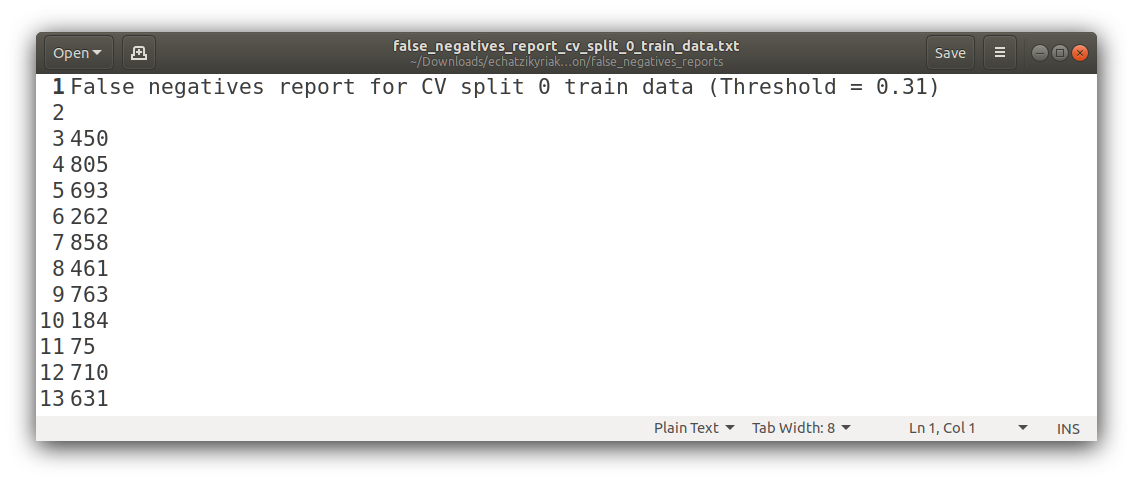 Open
false_negatives_report_cv_split_0_train_data.txt
~/Downloads/echatzikyriak…on/false_negatives_reports
Save
1 False negatives report for CV split 0 train data (Threshold = 0.31)
2
3 450
4 805
5 693
6 262
7 858
8 461
9 763
10 184
11 75
12 710
13 631
Plain Text Tab Width: 8 Ln 1, Col 1 INS